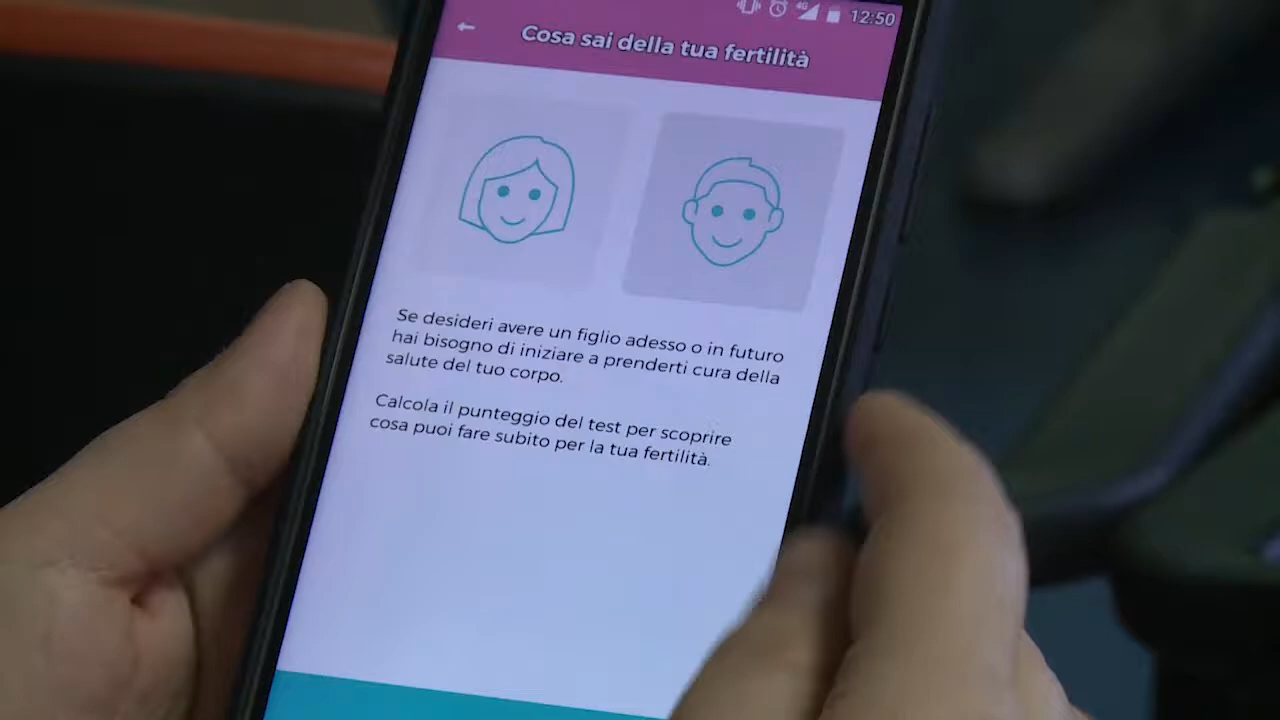 4G 12:50
Cosa sai della tua fertilità
Se desideri avere un figlio adesso o in futuro
hai bisogno di iniziare a prenderti cura della
salute del tuo corpo.
Calcola il punteggio del test per scoprire
cosa puoi fare subito per la tua fertilità.